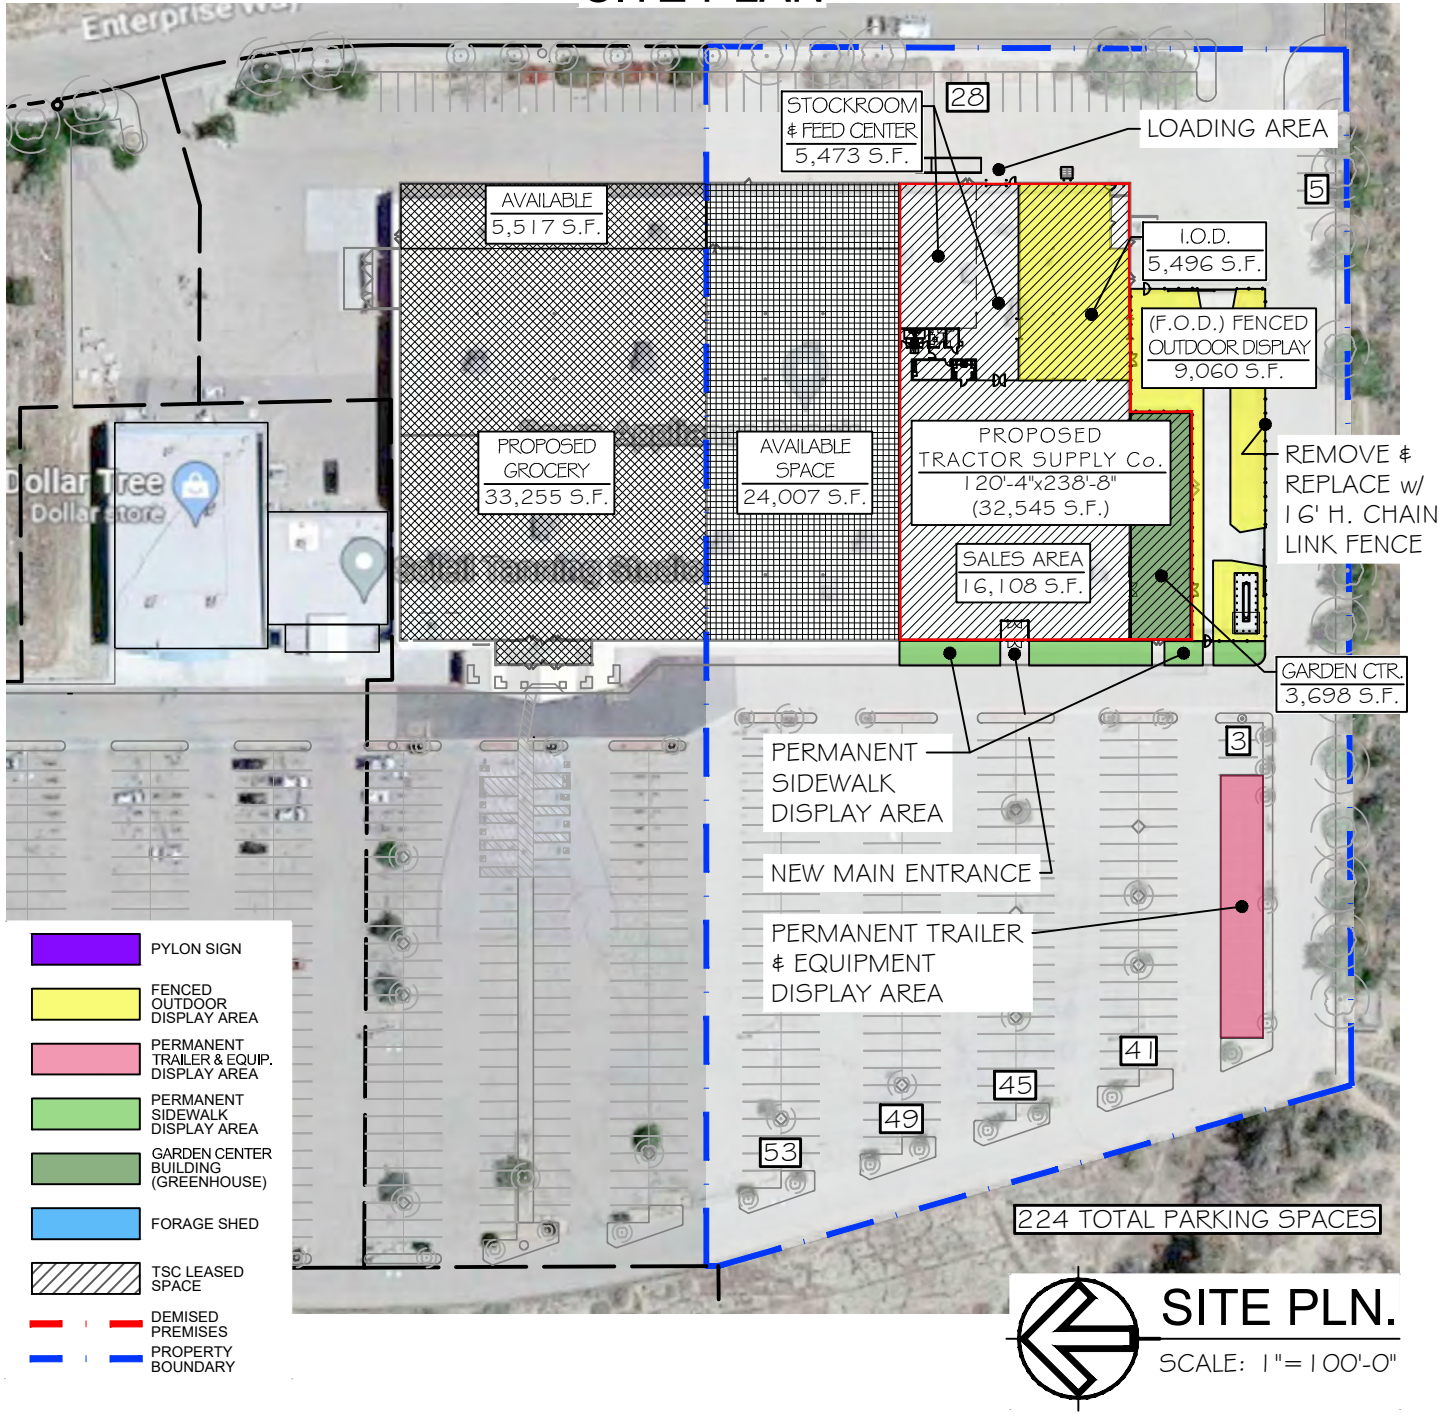 Enterprise Way
28
STOCKROOM
& FEED CENTER
5,473 S.F.
LOADING AREA
5
AVAILABLE
5,517 S.F.
I.O.D.
5,496 S.F.
(F.O.D.) FENCED
OUTDOOR DISPLAY
9,060 S.F.
PROPOSED
GROCERY
33,255 S.F.
AVAILABLE
SPACE
24,007 S.F.
PROPOSED
TRACTOR SUPPLY Co.
120'-4"x238'-8"
(32,545 S.F.)
REMOVE &
REPLACE w/
16' H. CHAIN
LINK FENCE
Dollar Tree
Dollar store
SALES AREA
16,108 S.F.
GARDEN CTR.
3,698 S.F.
3
PERMANENT
SIDEWALK
DISPLAY AREA
NEW MAIN ENTRANCE
PERMANENT TRAILER
& EQUIPMENT
DISPLAY AREA
41
45
49
53
224 TOTAL PARKING SPACES
PYLON SIGN
FENCED
OUTDOOR
DISPLAY AREA
PERMANENT
TRAILER & EQUIP.
DISPLAY AREA
PERMANENT
SIDEWALK
DISPLAY AREA
GARDEN CENTER
BUILDING
(GREENHOUSE)
FORAGE SHED
TSC LEASED
SPACE
DEMISED
PREMISES
PROPERTY
BOUNDARY
SITE PLN.
SCALE: 1"=100'-0"